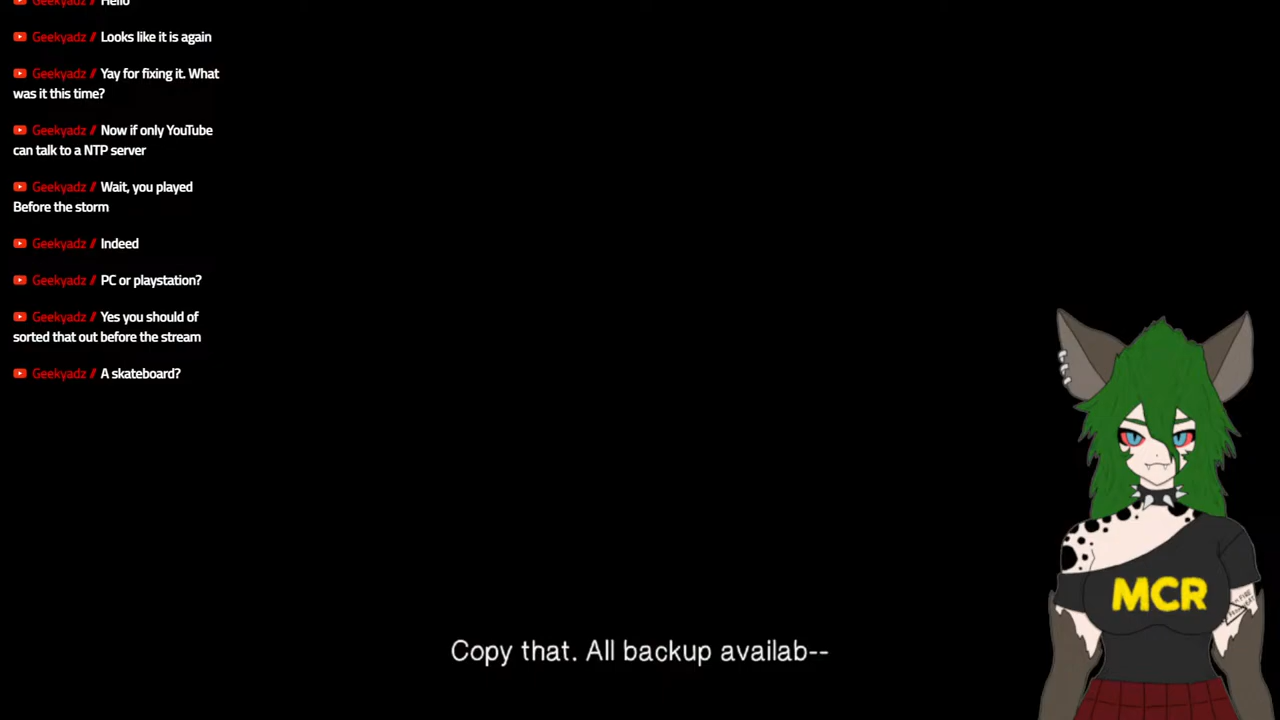 Geekyadz // Hello
Geekyadz // Looks like it is again
Geekyadz // Yay for fixing it. What
was it this time?
Geekyadz // Now if only YouTube
can talk to a NTP server
Geekyadz // Wait, you played
Before the storm
Geekyadz // Indeed
Geekyadz // PC or playstation?
Geekyadz // Yes you should of
sorted that out before the stream
Geekyadz // A skateboard?
MCR
Copy that. All backup availab--